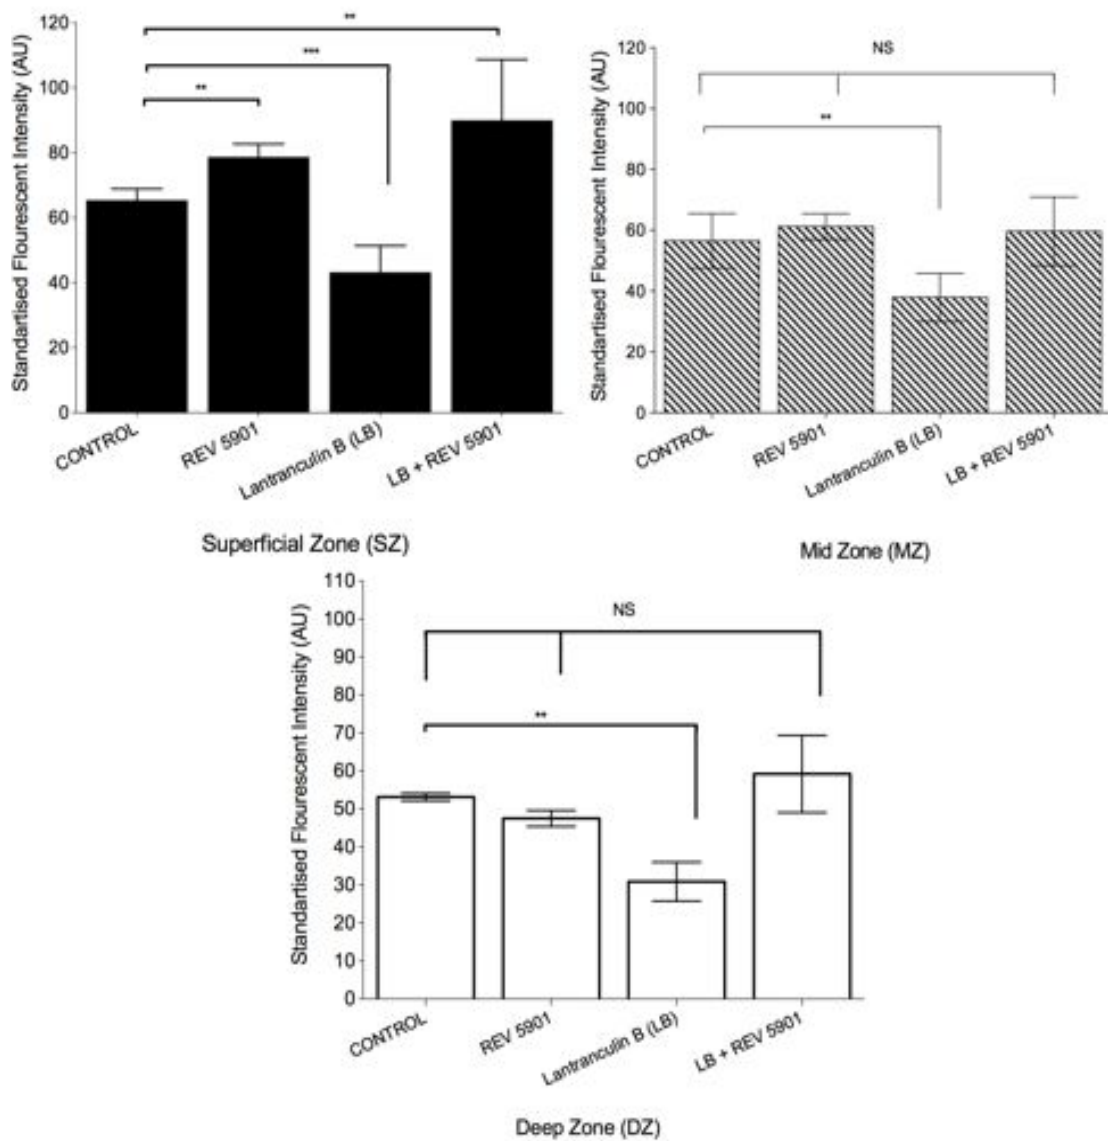 Standartised Flourescent Intensity (AU)
120
100
80
60
40
20
0
**
***
**
CONTROL
REV 5901
Lantranculin B (LB)
LB + REV 5901
Superficial Zone (SZ)
Standartised Flourescent Intensity (AU)
120
100
80
60
40
20
0
NS
**
CONTROL
REV 5901
Lantranculin B (LB)
LB + REV 5901
Mid Zone (MZ)
Standartised Flourescent Intensity (AU)
110
100
90
80
70
60
50
40
30
20
10
0
NS
**
CONTROL
REV 5901
Lantranculin B (LB)
LB + REV 5901
Deep Zone (DZ)